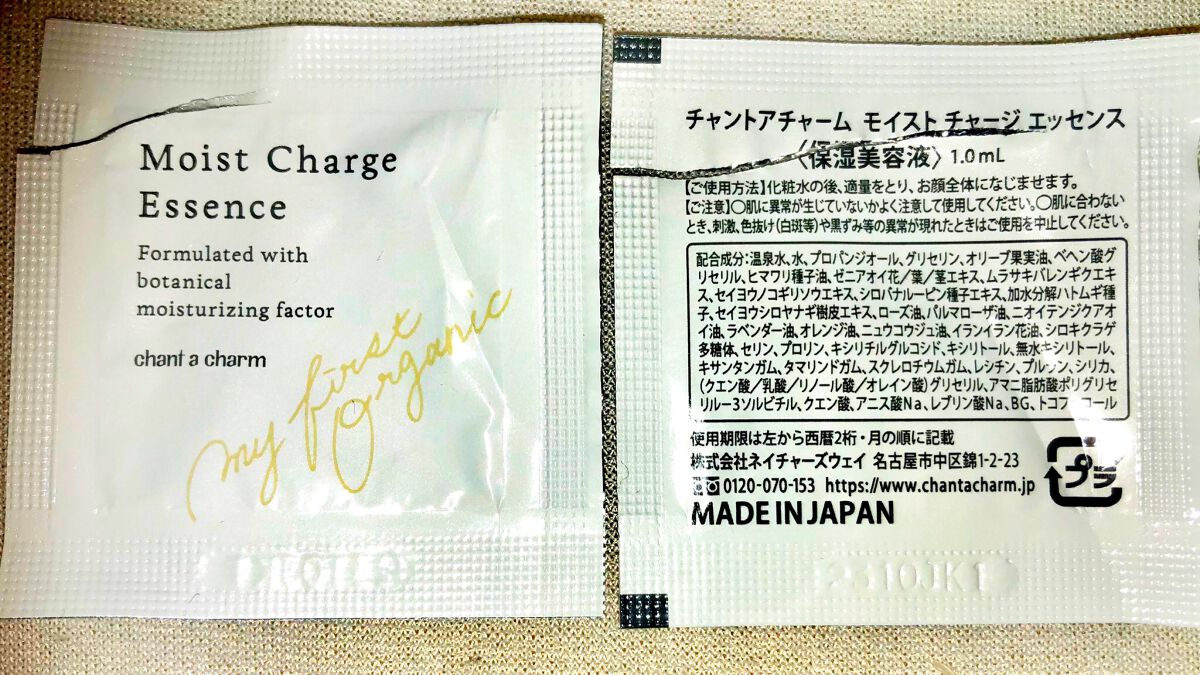 Moist Charge
Essence
Formulated with
botanical
moisturizing factor
chant a charm
my first
organic
チャントアチャーム モイスト チャージ エッセンス
〈保湿美容液〉 1.0mL
【ご使用方法】化粧水の後、適量をとり、お顔全体になじませます。
【ご注意】○肌に異常が生じていないかよく注意して使用してください。○肌に合わない
とき、刺激、色抜け(白斑等)や黒ずみ等の異常が現れたときはご使用を中止してください。
配合成分:温泉水、水、プロパンジオール、グリセリン、オリーブ果実油、ベヘン酸グ
リセリル、ヒマワリ種子油、ゼニアオイ花/葉/茎エキス、ムラサキバレンギクエキ
ス、セイヨウノコギリソウエキス、シロバナルーピン種子エキス、加水分解ハトムギ種
子、セイヨウシロヤナギ樹皮エキス、ローズ油、パルマローザ油、ニオイテンジクアオ
イ油、ラベンダー油、オレンジ油、ニュウコウジュ油、イランイラン花油、シロキクラゲ
多糖体、セリン、プロリン、キシリチルグルコシド、キシリトール、無水キシリトール、
キサンタンガム、タマリンドガム、スクレロチウムガム、レシチン、プルラン、シリカ、
(クエン酸/乳酸/リノール酸/オレイン酸)グリセリル、アマニ脂肪酸ポリグリセ
リル-3ソルビチル、クエン酸、アニス酸Na、レブリン酸Na、BG、トコフェロール
使用期限は左から西暦2桁・月の順に記載
株式会社ネイチャーズウェイ 名古屋市中区錦1-2-23
0120-070-153 https://www.chantacharm.jp
プラ
MADE IN JAPAN
2310JK1